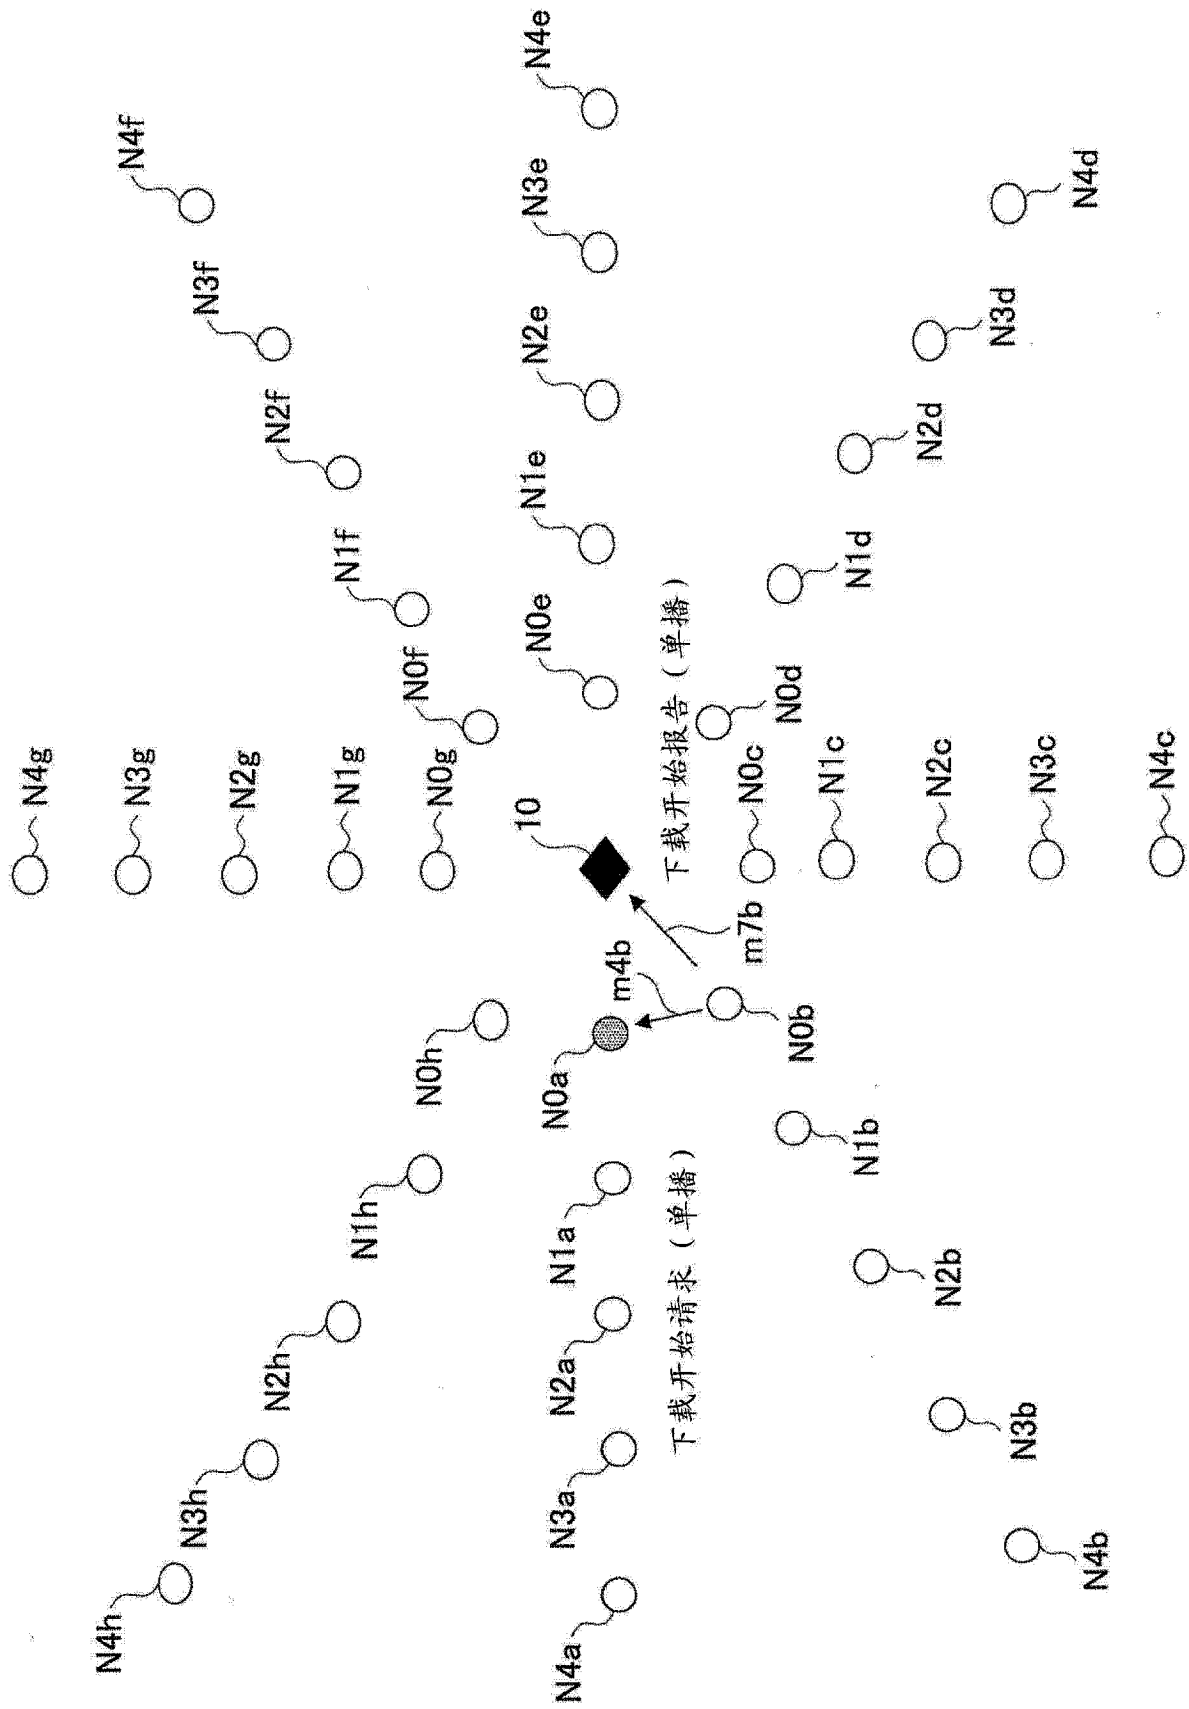 N4h
N3h
N2h
N1h
N0h
N4g
N3g
N2g
N1g
N0g
N4f
N3f
N2f
N1f
N0f
N4a
N3a
N2a
N1a
N0a
m4b
10
N0e
N1e
N2e
N3e
N4e
下载开始请求（单播）
下载开始报告（单播）
m7b
N4b
N3b
N2b
N1b
N0b
N0c
N1c
N2c
N3c
N4c
N0d
N1d
N2d
N3d
N4d